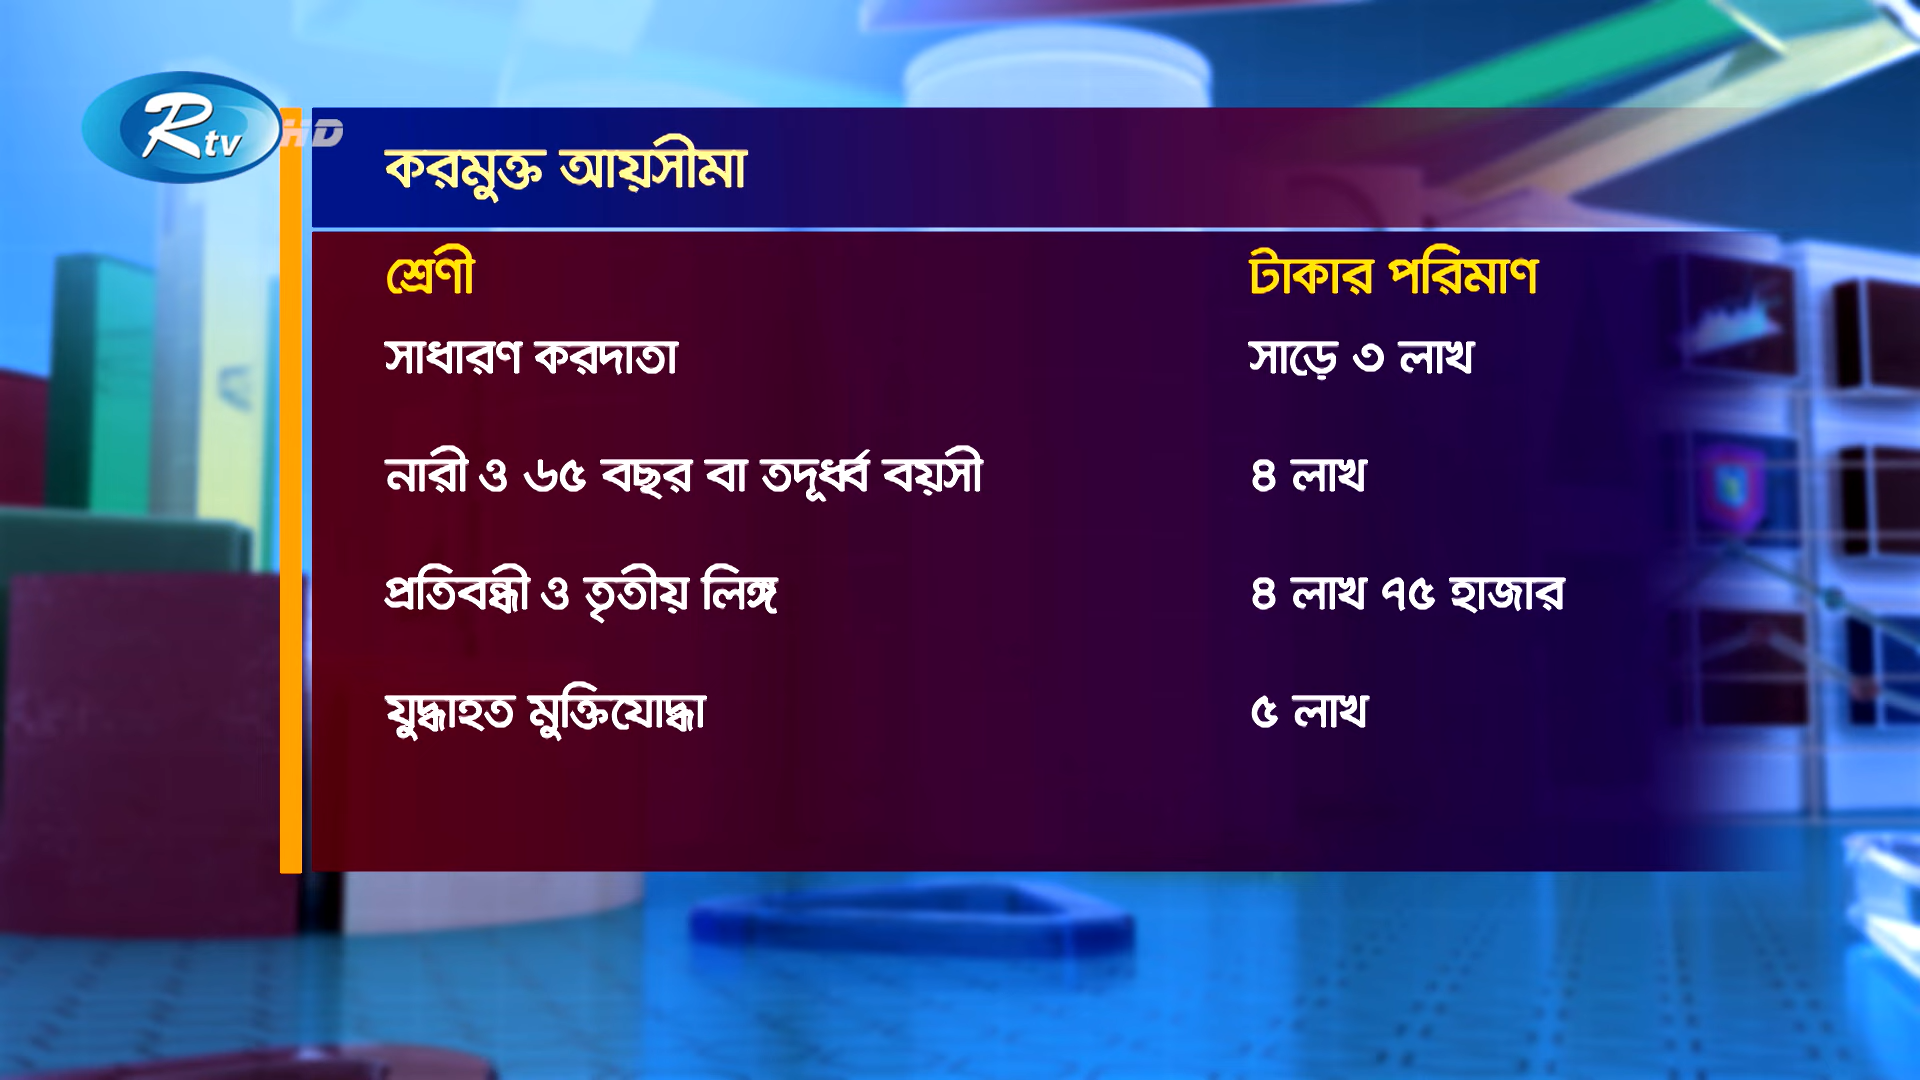 Rtv HD
করমুক্ত আয়সীমা
শ্রেণী টাকার পরিমাণ
সাধারণ করদাতা সাড়ে ৩ লাখ
নারী ও ৬৫ বছর বা তদূর্ধ্ব বয়সী ৪ লাখ
প্রতিবন্ধী ও তৃতীয় লিঙ্গ ৪ লাখ ৭৫ হাজার
যুদ্ধাহত মুক্তিযোদ্ধা ৫ লাখ